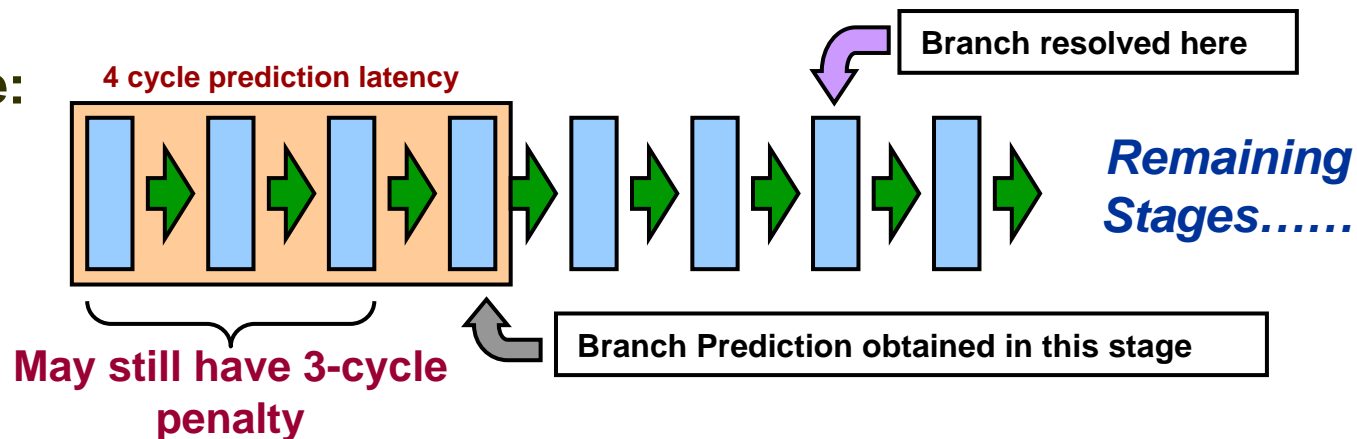 e:
4 cycle prediction latency
Branch resolved here
Remaining
Stages......
Branch Prediction obtained in this stage
May still have 3-cycle
penalty